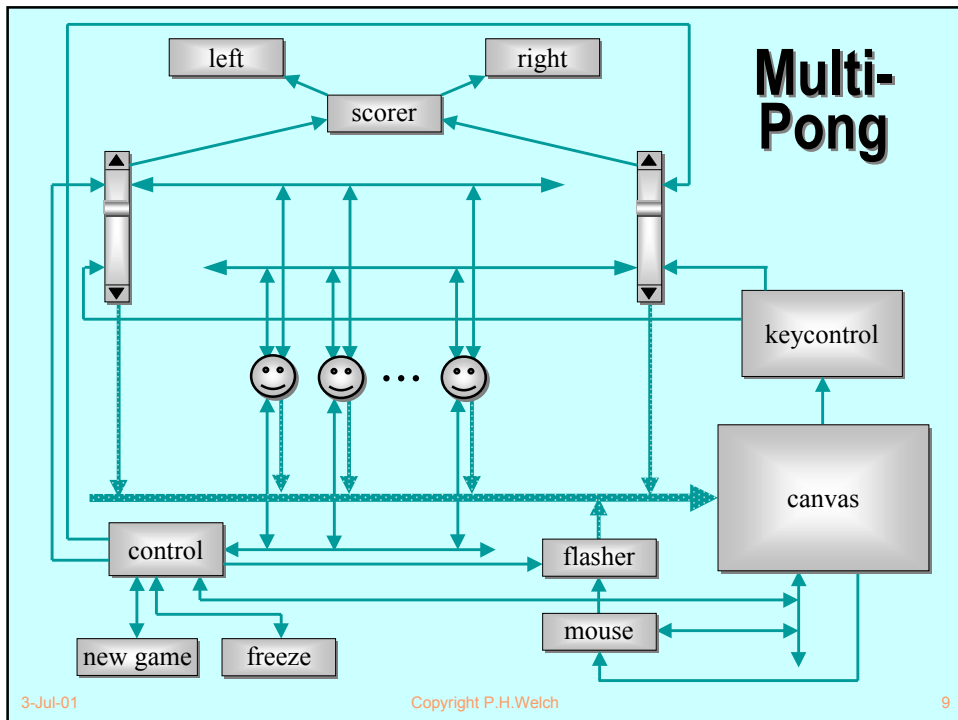 Multi-
Pong
left
right
scorer
keycontrol
• • •
canvas
control
flasher
mouse
new game
freeze
3-Jul-01
Copyright P.H.Welch
9